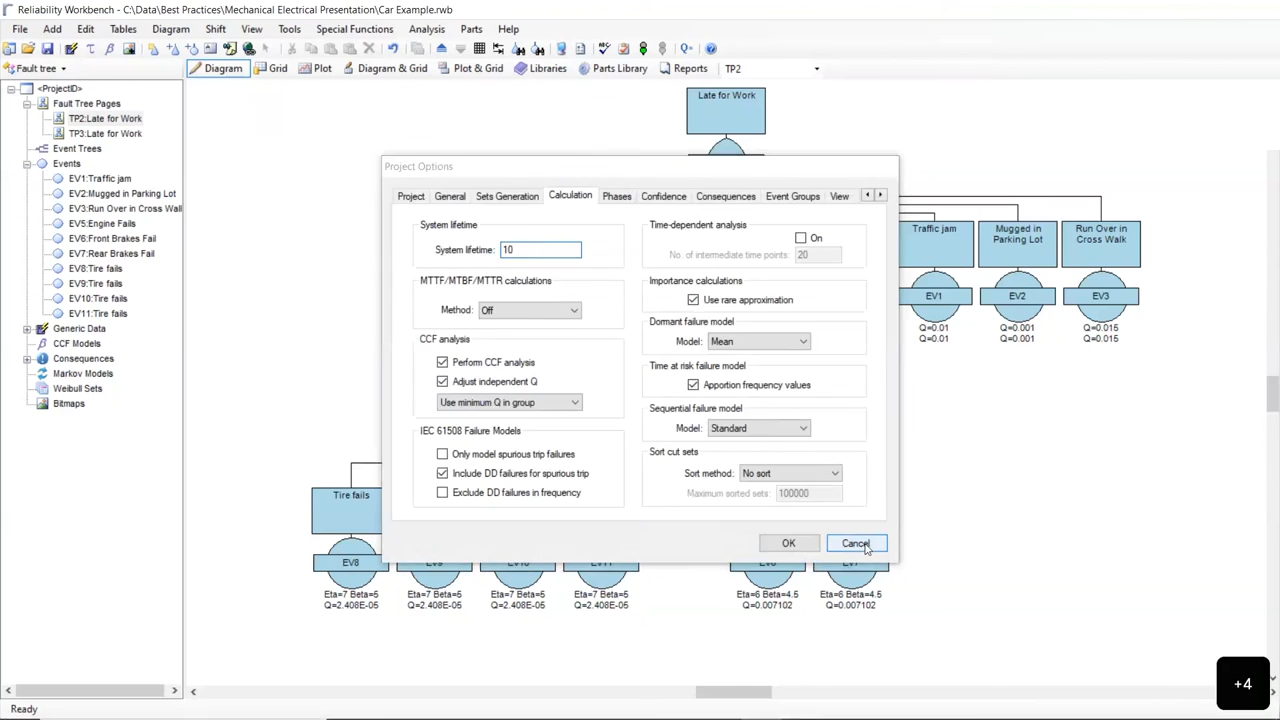 Reliability Workbench - C:\Data\Best Practices\Mechanical Electrical Presentation\Car Example.rwb
File Add Edit Tables Diagram Shift View Tools Special Functions Analysis Parts Help
Fault tree Diagram Grid Plot Diagram & Grid Plot & Grid Libraries Parts Library Reports TP2
<ProjectID>
Fault Tree Pages
TP2:Late for Work
TP3:Late for Work
Event Trees
Events
EV1:Traffic jam
EV2:Mugged in Parking Lot
EV3:Run Over in Cross Wall
EV5:Engine Fails
EV6:Front Brakes Fail
EV7:Rear Brakes Fail
EV8:Tire fails
EV9:Tire fails
EV10:Tire fails
EV11:Tire fails
Generic Data
CCF Models
Consequences
Markov Models
Weibull Sets
Bitmaps
Late for Work
Project Options
Project General Sets Generation Calculation Phases Confidence Consequences Event Groups View
System lifetime
System lifetime: 10
MTTF/MTBF/MTTR calculations
Method: Off
CCF analysis
Perform CCF analysis
Adjust independent Q
Use minimum Q in group
IEC 61508 Failure Models
Only model spurious trip failures
Include DD failures for spurious trip
Exclude DD failures in frequency
Time-dependent analysis
On
No. of intermediate time points: 20
Importance calculations
Use rare approximation
Dormant failure model
Model: Mean
Time at risk failure model
Apportion frequency values
Sequential failure model
Model: Standard
Sort cut sets
Sort method: No sort
Maximum sorted sets: 100000
OK Cancel
Traffic jam
EV1
Q=0.01
Q=0.01
Mugged in
Parking Lot
EV2
Q=0.001
Q=0.001
Run Over in
Cross Walk
EV3
Q=0.015
Q=0.015
Tire fails
EV8 EV9 EV10 EV11 EV6 EV7
Eta=7 Beta=5 Eta=7 Beta=5 Eta=7 Beta=5 Eta=7 Beta=5 Eta=6 Beta=4.5 Eta=6 Beta=4.5
Q=2.408E-05 Q=2.408E-05 Q=2.408E-05 Q=2.408E-05 Q=0.007102 Q=0.007102
+4
Ready